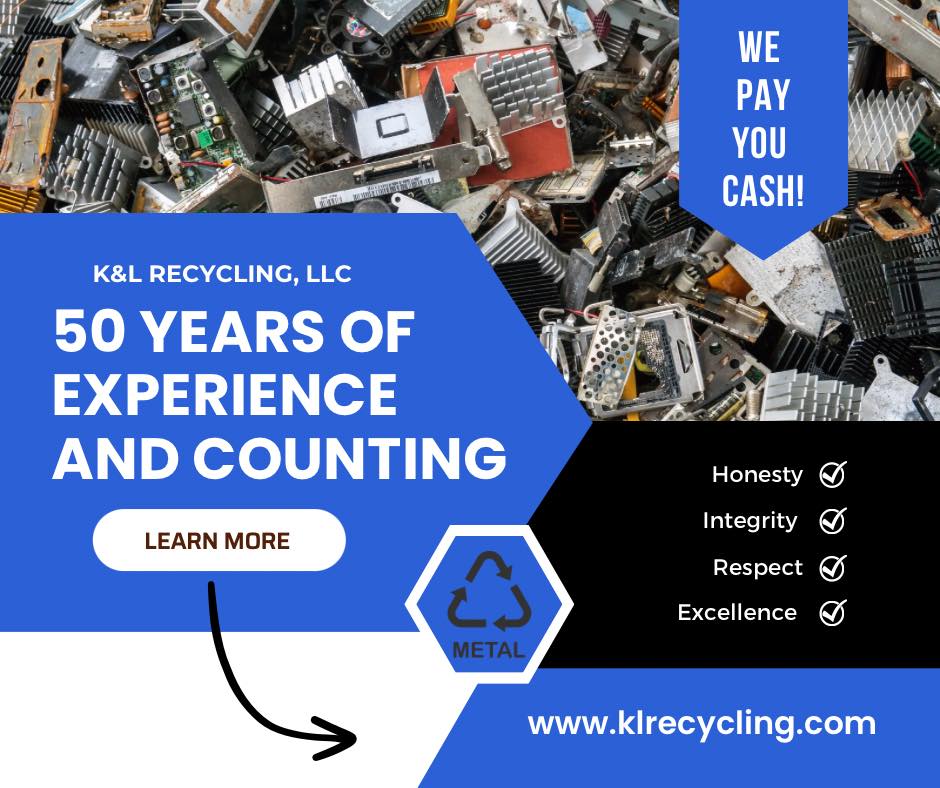 WE
PAY
YOU
CASH!
K&L RECYCLING, LLC
50 YEARS OF
EXPERIENCE
AND COUNTING
LEARN MORE
Honesty
Integrity
Respect
Excellence
METAL
www.klrecycling.com